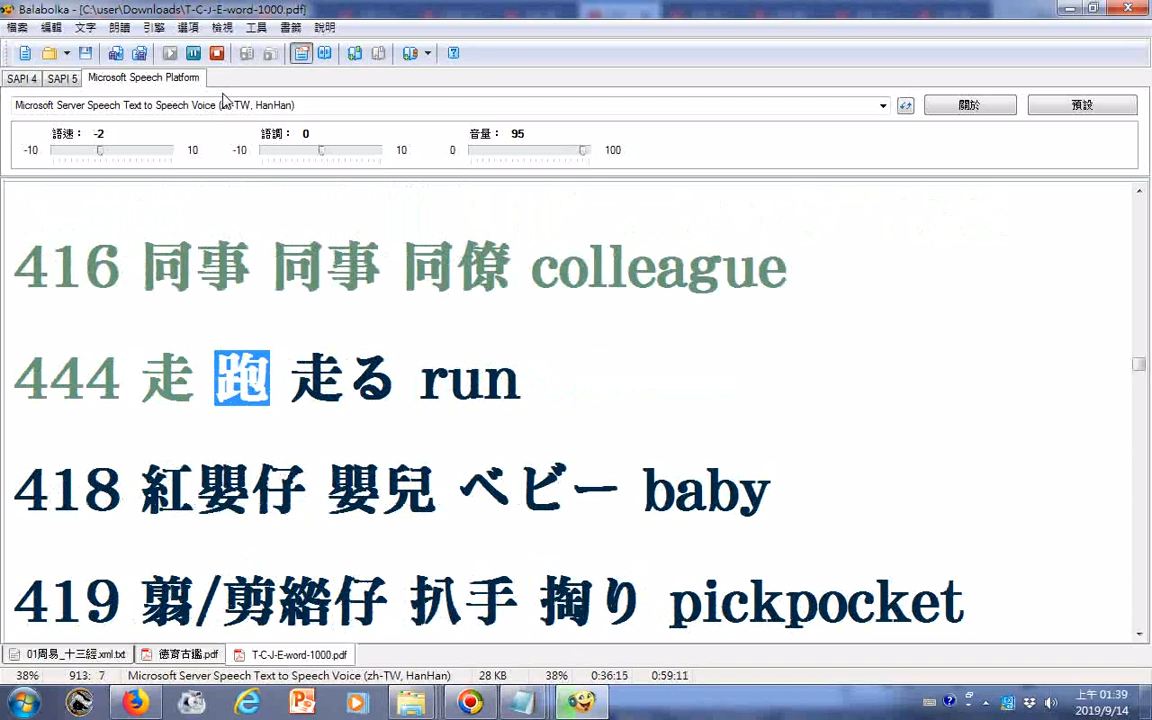 Balabolka - [C:\user\Downloads\T-C-J-E-word-1000.pdf]
檔案 編輯 文字 朗讀 引擎 選項 檢視 工具 書籤 說明
SAPI 4 SAPI 5 Microsoft Speech Platform
Microsoft Server Speech Text to Speech Voice (zh-TW, HanHan) 關於 預設
語速： -2 語調： 0 音量： 95
-10 10 -10 10 0 100
416 同事 同事 同僚 colleague
444 走 跑 走る run
418 紅嬰仔 嬰兒 ベビー baby
419 翦/剪綹仔 扒手 掏り pickpocket
01周易_十三經.xml.txt 德育古鑑.pdf T-C-J-E-word-1000.pdf
38% 913: 7 Microsoft Server Speech Text to Speech Voice (zh-TW, HanHan) 28 KB 38% 0:36:15 0:59:11
上午 01:39
2019/9/14